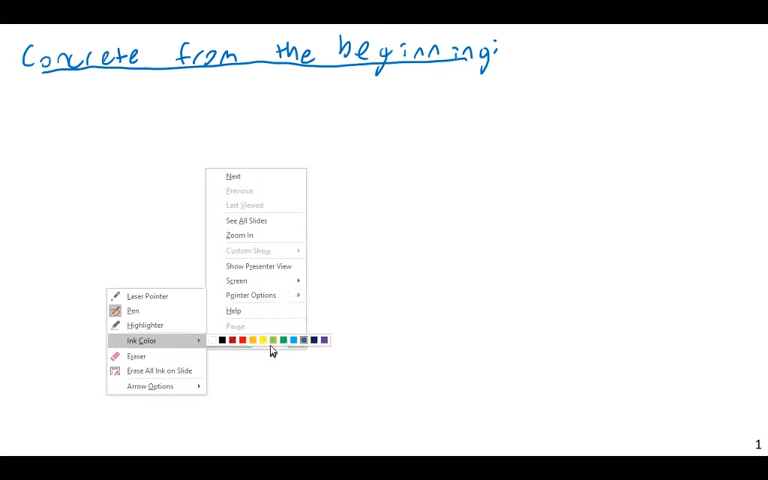 Concrete from the beginning:
Next
Previous
Last Viewed
See All Slides
Zoom In
Custom Show
Show Presenter View
Screen
Pointer Options
Help
Pause
Laser Pointer
Pen
Highlighter
Ink Color
Eraser
Erase All Ink on Slide
Arrow Options
1